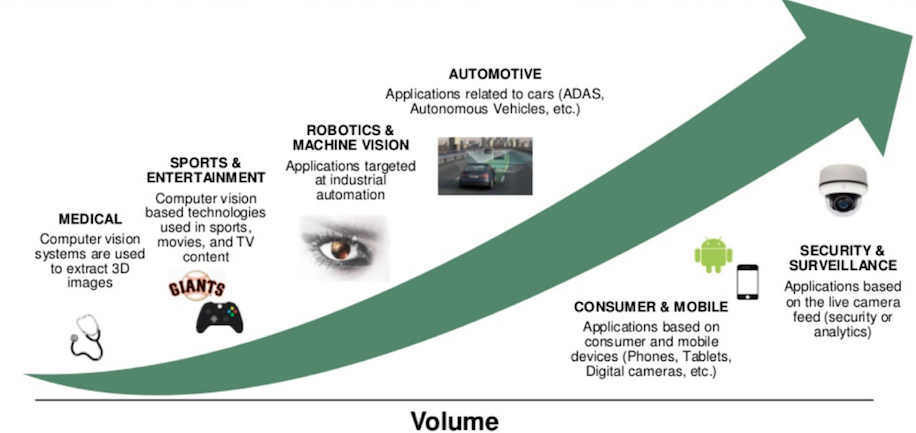 MEDICAL
Computer vision
systems are used
to extract 3D
images
SPORTS &
ENTERTAINMENT
Computer vision
based technologies
used in sports,
movies, and TV
content
GIANTS
ROBOTICS &
MACHINE VISION
Applications targeted
at industrial
automation
AUTOMOTIVE
Applications related to cars (ADAS,
Autonomous Vehicles, etc.)
CONSUMER & MOBILE
Applications based on
consumer and mobile
devices (Phones, Tablets,
Digital cameras, etc.)
SECURITY &
SURVEILLANCE
Applications based
on the live camera
feed (security or
analytics)
Volume